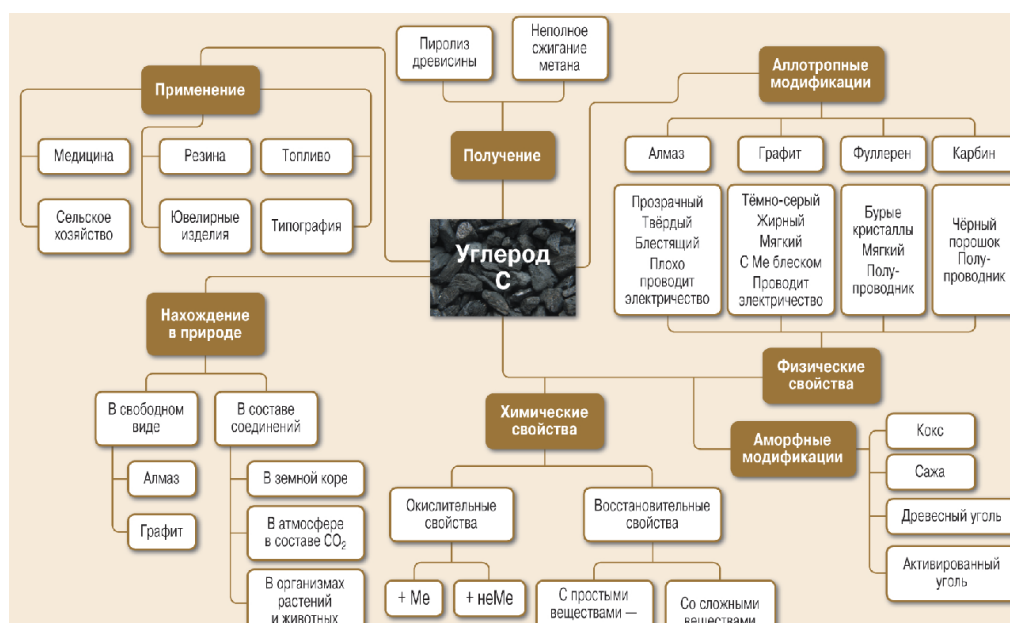 Пиролиз
древисины
Неполное
сжигание
метана
Применение
Медицина
Резина
Топливо
Сельское
хозяйство
Ювелирные
изделия
Типография
Получение
Аллотропные
модификации
Алмаз
Графит
Фуллерен
Карбин
Прозрачный
Твёрдый
Блестящий
Плохо
проводит
электричество
Тёмно-серый
Жирный
Мягкий
С Ме блеском
Проводит
электричество
Бурые
кристаллы
Мягкий
Полу-
проводник
Чёрный
порошок
Полу-
проводник
Углерод
С
Нахождение
в природе
В свободном
виде
В составе
соединений
Алмаз
Графит
В земной коре
В атмосфере
в составе CO₂
В организмах
растений
и животных
Физические
свойства
Химические
свойства
Окислительные
свойства
Восстановительные
свойства
+ Ме
+ неМе
С простыми
веществами —
Со сложными
веществами
Аморфные
модификации
Кокс
Сажа
Древесный уголь
Активированный
уголь